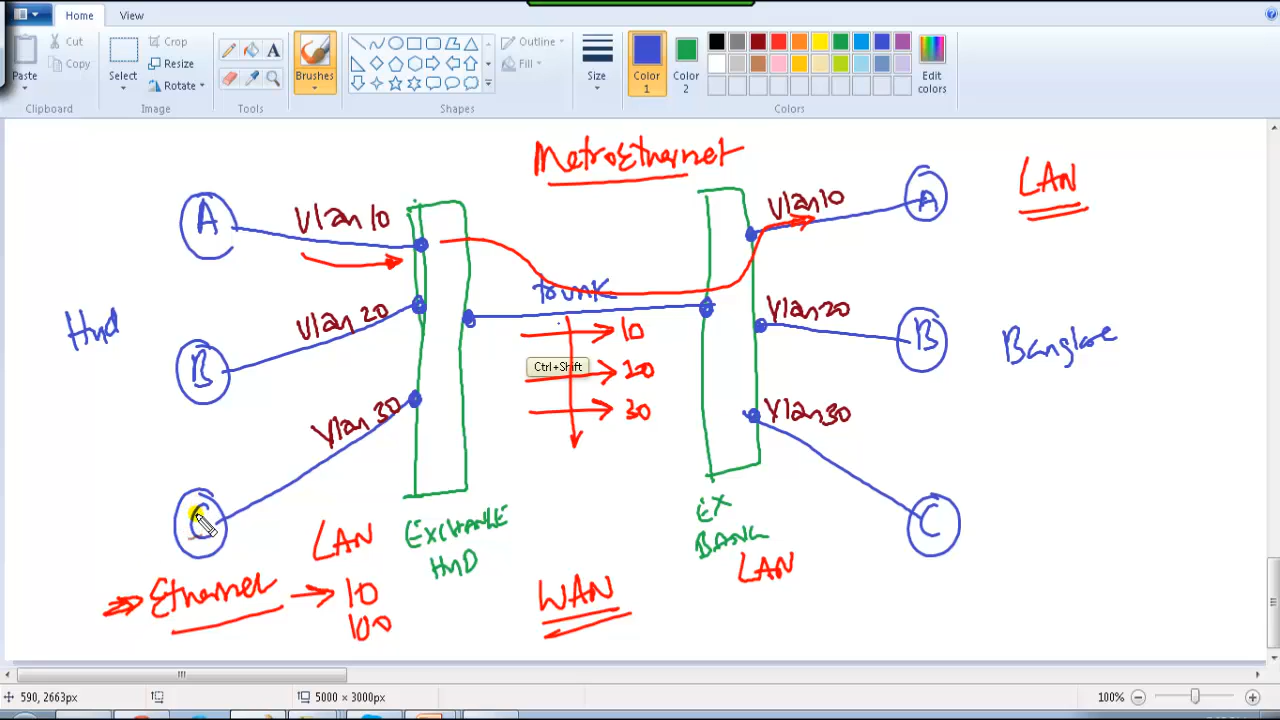 Home
View
Paste
Cut
Copy
Clipboard
Select
Crop
Resize
Rotate
Image
A
Tools
Brushes
Outline
Fill
Shapes
Size
Color 1
Color 2
Edit colors
Colors
MetroEthernet
LAN
A
Vlan 10
Vlan10
A
trunk
Hyd
Vlan 20
10
Vlan20
B
Banglore
B
Ctrl+Shift
20
Vlan 30
30
Vlan30
C
LAN
EXCHANGE
HYD
EX
BANG
LAN
C
Ethernet
10
100
WAN
590, 2663px
5000 × 3000px
100%